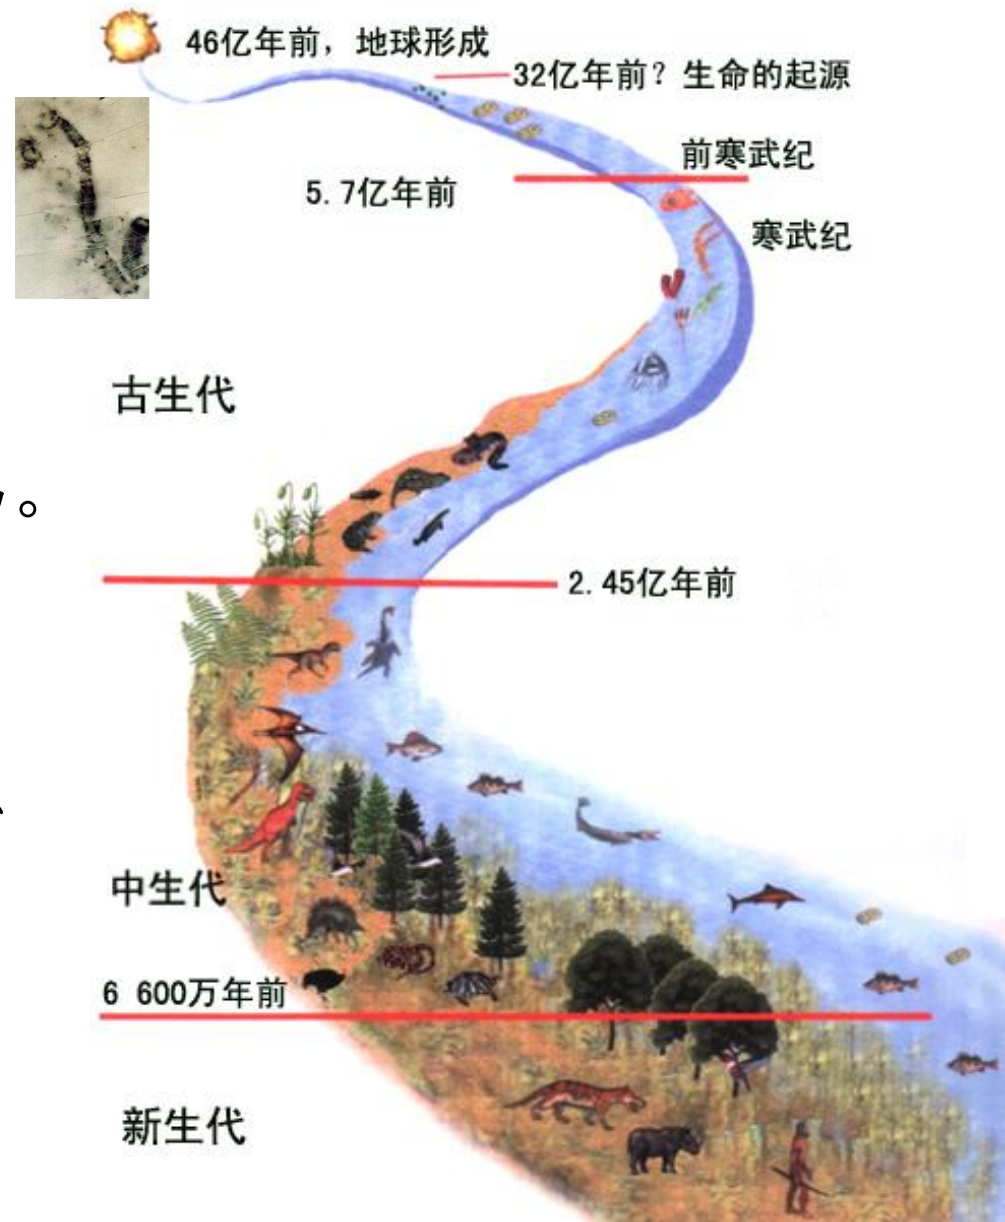 46亿年前，地球形成
32亿年前？生命的起源
前寒武纪
5.7亿年前
寒武纪
古生代
。
2.45亿年前
中生代
6 600万年前
新生代